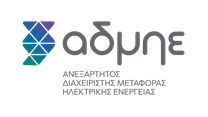 αδμηε
ΑΝΕΞΑΡΤΗΤΟΣ
ΔΙΑΧΕΙΡΙΣΤΗΣ ΜΕΤΑΦΟΡΑΣ
ΗΛΕΚΤΡΙΚΗΣ ΕΝΕΡΓΕΙΑΣ